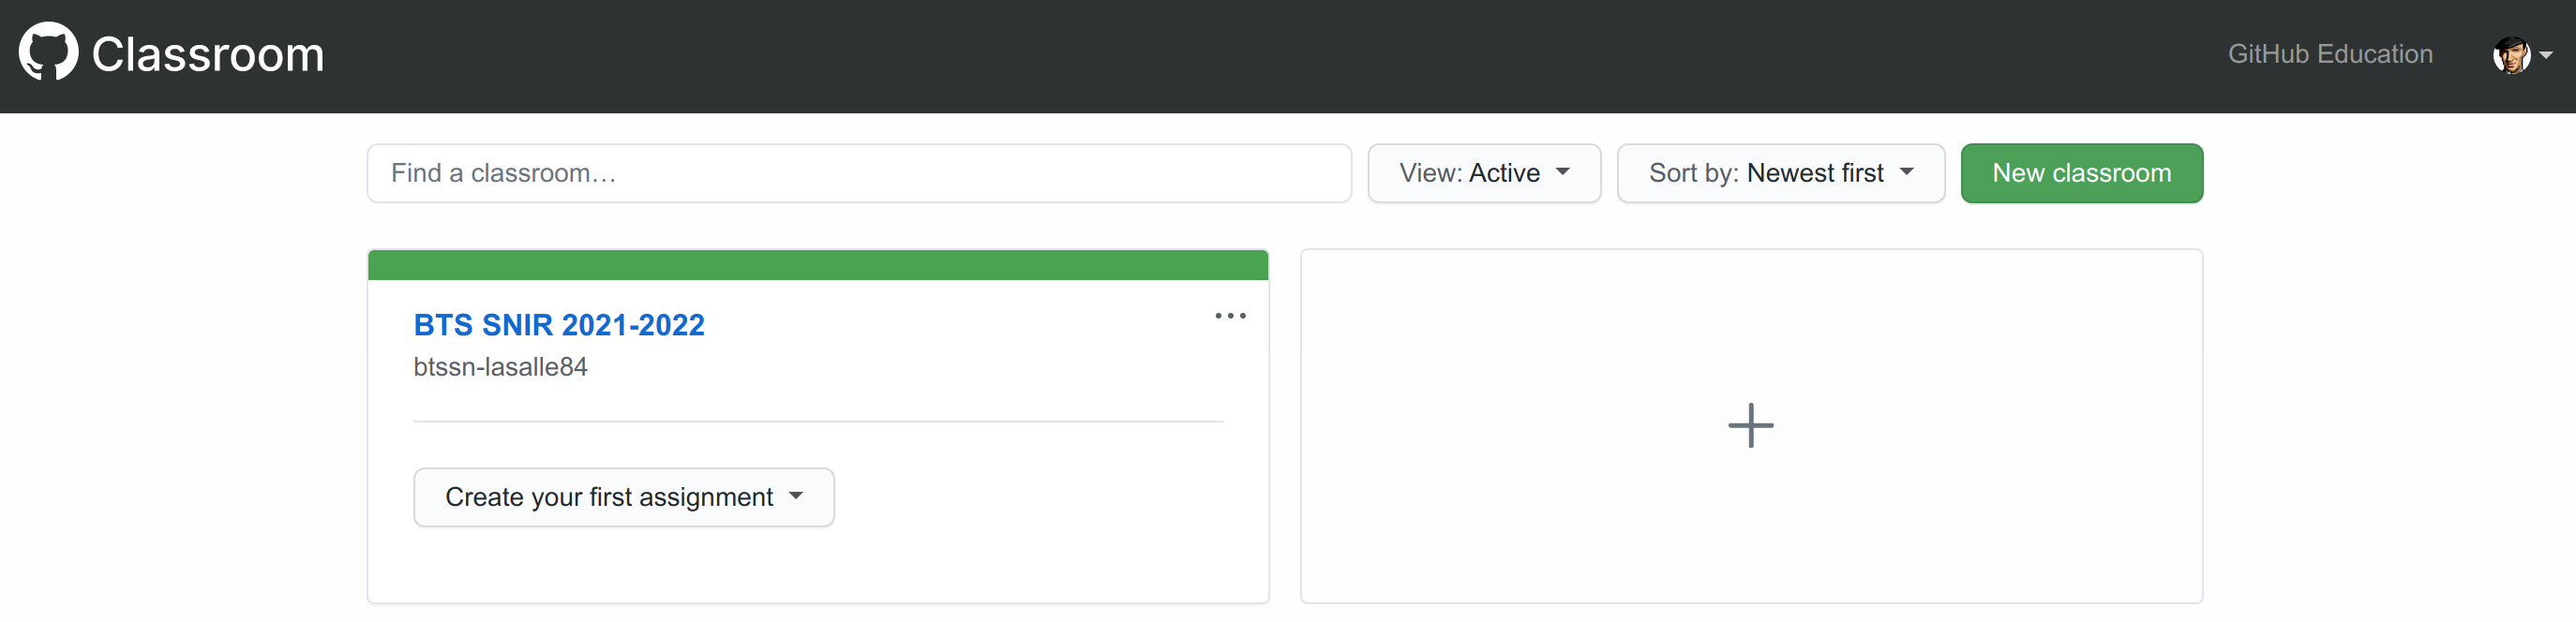 Classroom
GitHub Education
Find a classroom…
View: Active
Sort by: Newest first
New classroom
BTS SNIR 2021-2022
btssn-lasalle84
Create your first assignment